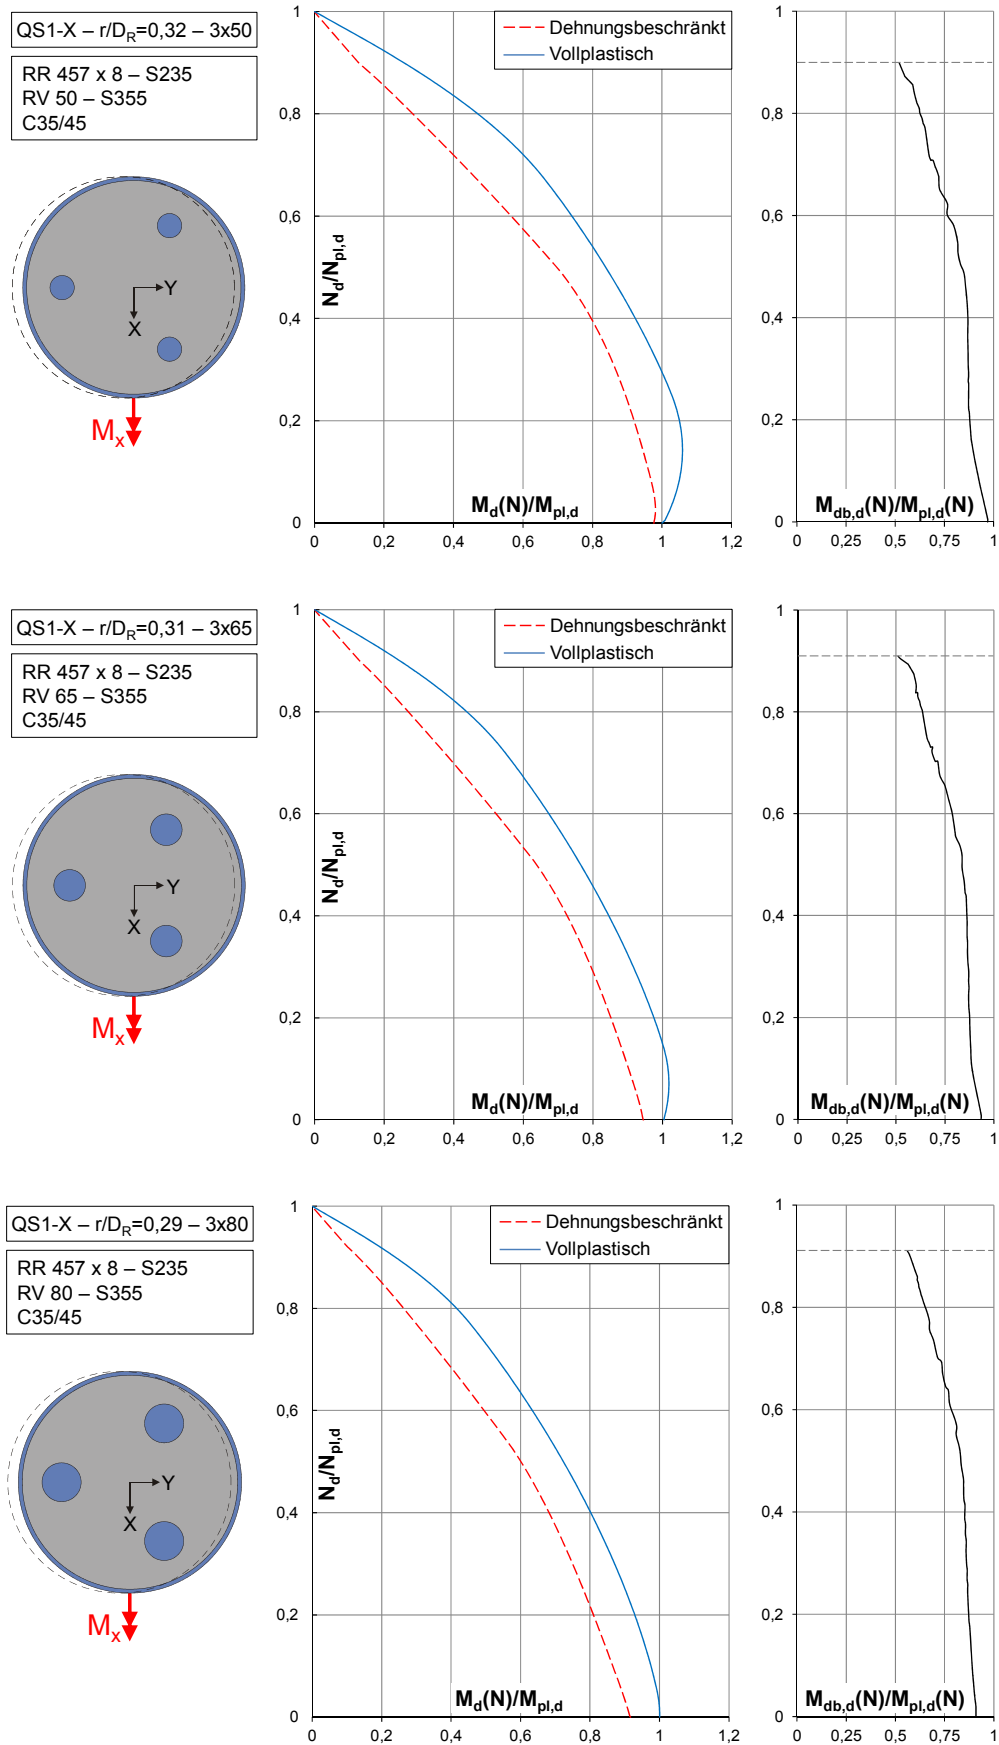 QS1-X – r/D_R=0,32 – 3x50
RR 457 x 8 – S235
RV 50 – S355
C35/45
Y
X
M_x
1
0,8
0,6
0,4
0,2
0
N_d/N_pl,d
Dehnungsbeschränkt
Vollplastisch
M_d(N)/M_pl,d
0 0,2 0,4 0,6 0,8 1 1,2
1
0,8
0,6
0,4
0,2
0
M_db,d(N)/M_pl,d(N)
0 0,25 0,5 0,75 1
QS1-X – r/D_R=0,31 – 3x65
RR 457 x 8 – S235
RV 65 – S355
C35/45
Y
X
M_x
1
0,8
0,6
0,4
0,2
0
N_d/N_pl,d
Dehnungsbeschränkt
Vollplastisch
M_d(N)/M_pl,d
0 0,2 0,4 0,6 0,8 1 1,2
1
0,8
0,6
0,4
0,2
0
M_db,d(N)/M_pl,d(N)
0 0,25 0,5 0,75 1
QS1-X – r/D_R=0,29 – 3x80
RR 457 x 8 – S235
RV 80 – S355
C35/45
Y
X
M_x
1
0,8
0,6
0,4
0,2
0
N_d/N_pl,d
Dehnungsbeschränkt
Vollplastisch
M_d(N)/M_pl,d
0 0,2 0,4 0,6 0,8 1 1,2
1
0,8
0,6
0,4
0,2
0
M_db,d(N)/M_pl,d(N)
0 0,25 0,5 0,75 1